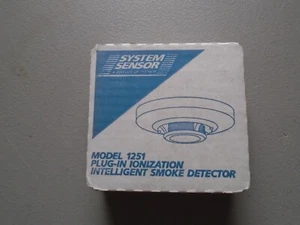 SYSTEM
SENSOR
MODEL 1251
PLUG-IN IONIZATION
INTELLIGENT SMOKE DETECTOR